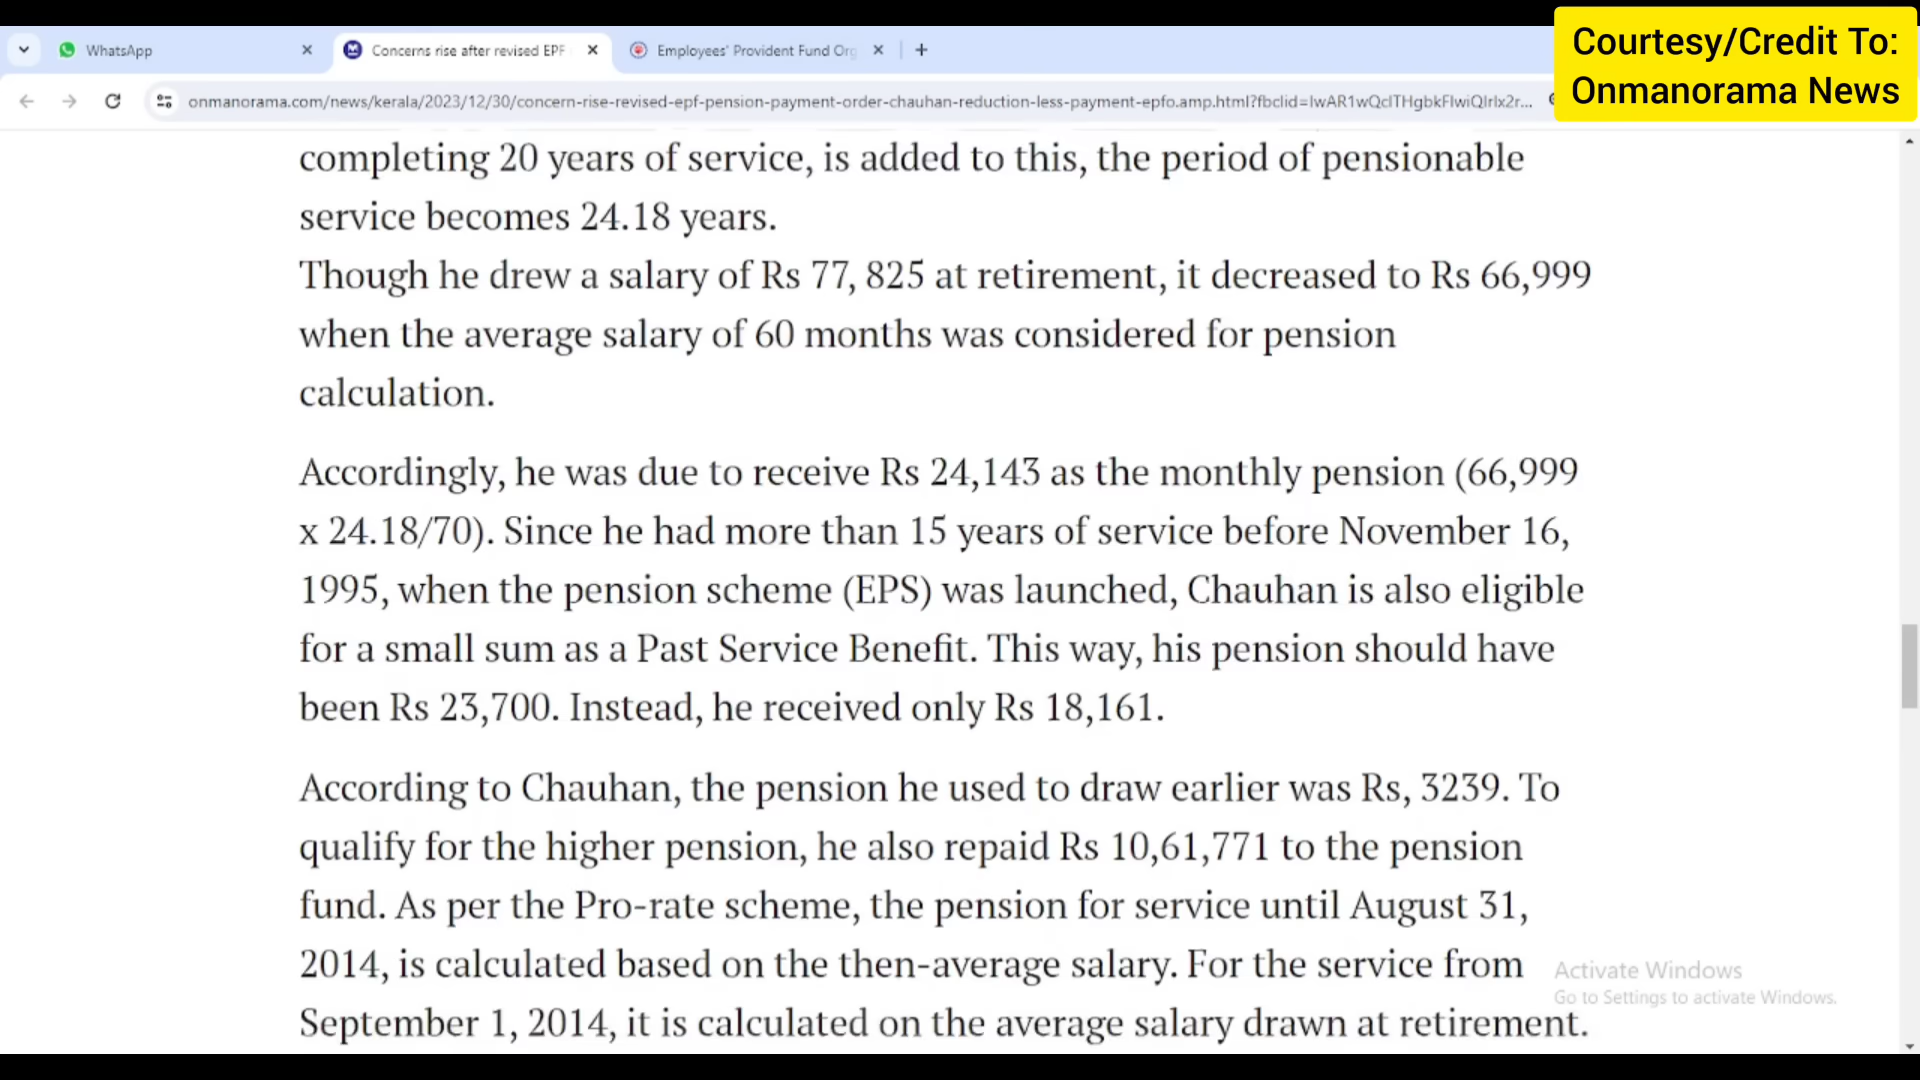 WhatsApp
Concerns rise after revised EPF
Employees' Provident Fund Org
Courtesy/Credit To:
Onmanorama News
onmanorama.com/news/kerala/2023/12/30/concern-rise-revised-epf-pension-payment-order-chauhan-reduction-less-payment-epfo.amp.html?fbclid=
completing 20 years of service, is added to this, the period of pensionable
service becomes 24.18 years.
Though he drew a salary of Rs 77, 825 at retirement, it decreased to Rs 66,999
when the average salary of 60 months was considered for pension
calculation.
Accordingly, he was due to receive Rs 24,143 as the monthly pension (66,999
x 24.18/70). Since he had more than 15 years of service before November 16,
1995, when the pension scheme (EPS) was launched, Chauhan is also eligible
for a small sum as a Past Service Benefit. This way, his pension should have
been Rs 23,700. Instead, he received only Rs 18,161.
According to Chauhan, the pension he used to draw earlier was Rs, 3239. To
qualify for the higher pension, he also repaid Rs 10,61,771 to the pension
fund. As per the Pro-rate scheme, the pension for service until August 31,
2014, is calculated based on the then-average salary. For the service from
September 1, 2014, it is calculated on the average salary drawn at retirement.
Activate Windows
Go to Settings to activate Windows.